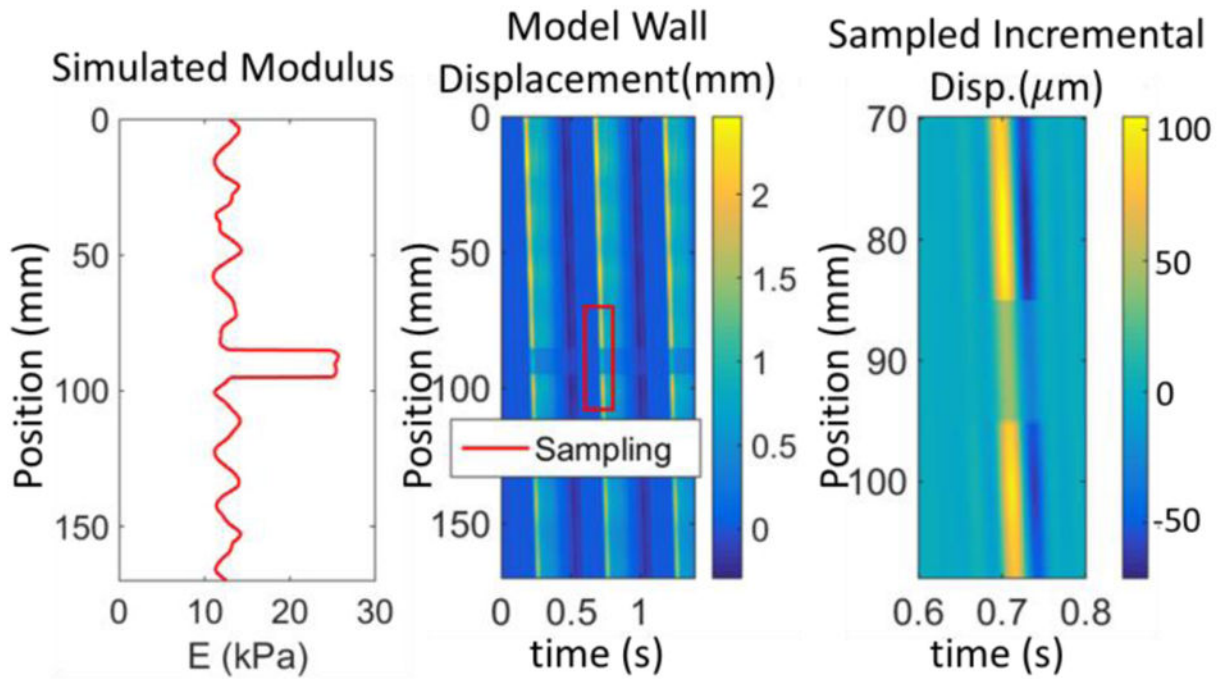 Simulated Modulus
Position (mm)
0
50
100
150
0 10 20 30
E (kPa)
Model Wall
Displacement(mm)
Position (mm)
0
50
100
150
Sampling
0 0.5 1
time (s)
2
1.5
1
0.5
0
Sampled Incremental
Disp.(μm)
Position (mm)
70
80
90
100
0.6 0.7 0.8
time (s)
100
50
0
-50